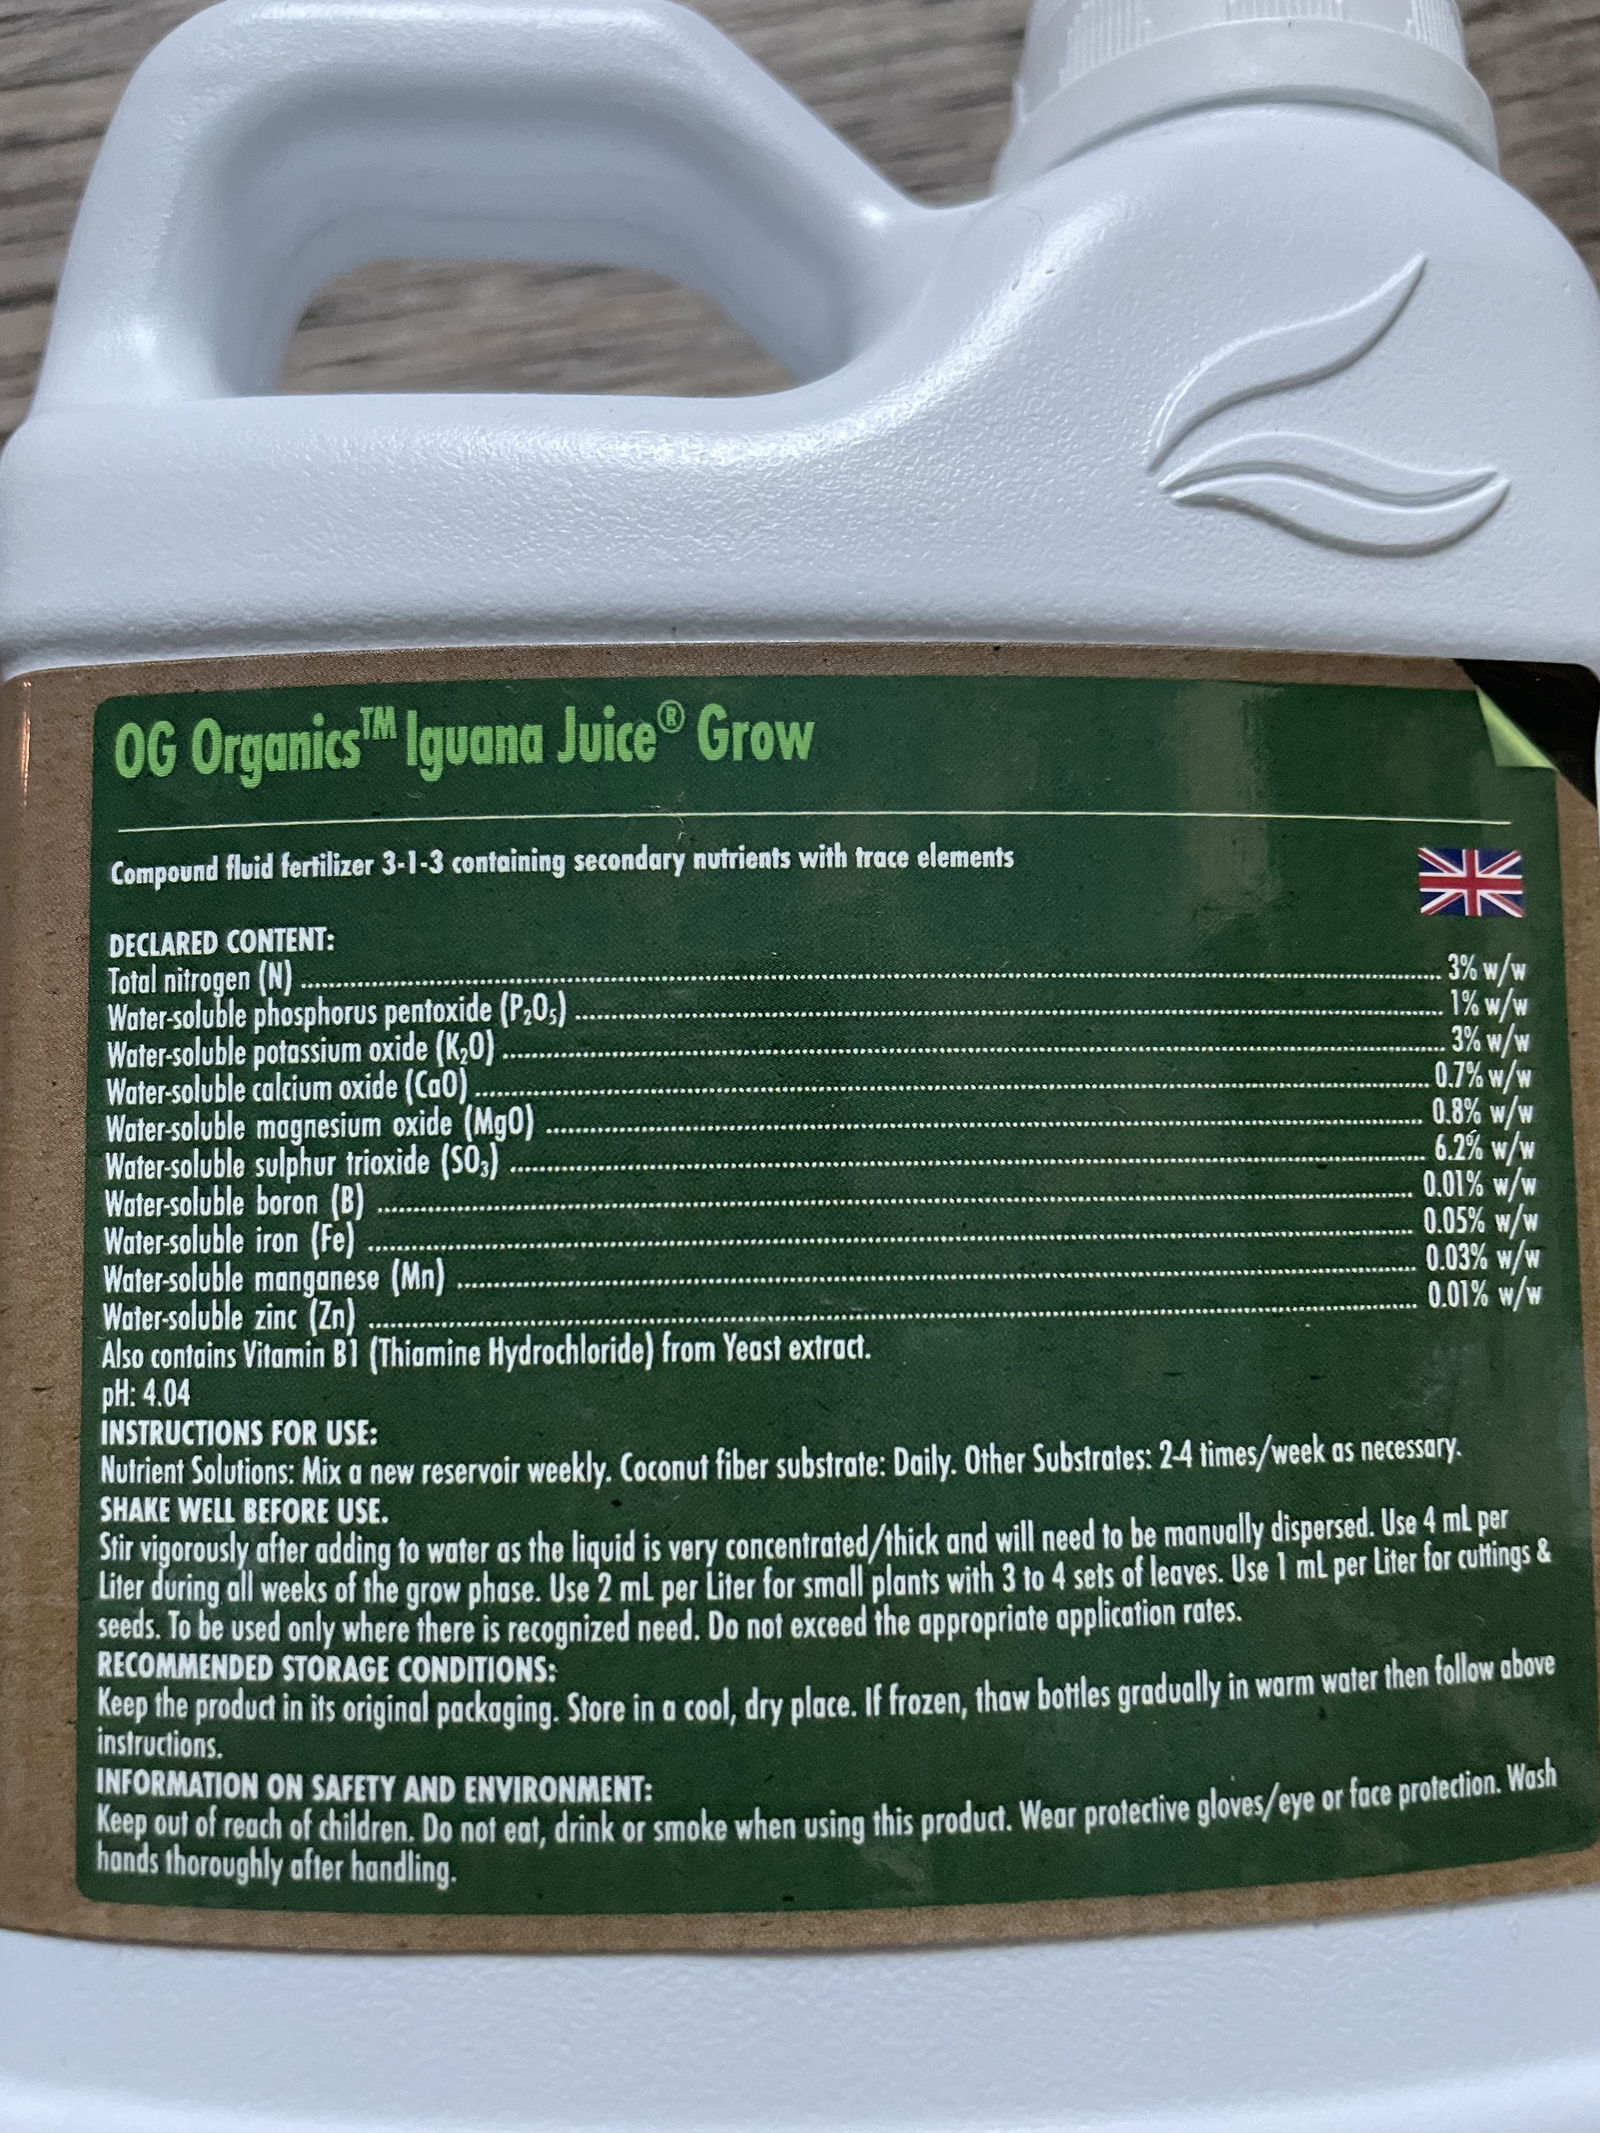 OG Organics™ Iguana Juice® Grow
Compound fluid fertilizer 3-1-3 containing secondary nutrients with trace elements
DECLARED CONTENT:
Total nitrogen (N) 3% w/w
Water-soluble phosphorus pentoxide (P₂O₅) 1% w/w
Water-soluble potassium oxide (K₂O) 3% w/w
Water-soluble calcium oxide (CaO) 0.7% w/w
Water-soluble magnesium oxide (MgO) 0.8% w/w
Water-soluble sulphur trioxide (SO₃) 6.2% w/w
Water-soluble boron (B) 0.01% w/w
Water-soluble iron (Fe) 0.05% w/w
Water-soluble manganese (Mn) 0.03% w/w
Water-soluble zinc (Zn) 0.01% w/w
Also contains Vitamin B1 (Thiamine Hydrochloride) from Yeast extract.
pH: 4.04
INSTRUCTIONS FOR USE:
Nutrient Solutions: Mix a new reservoir weekly. Coconut fiber substrate: Daily. Other Substrates: 2-4 times/week as necessary.
SHAKE WELL BEFORE USE.
Stir vigorously after adding to water as the liquid is very concentrated/thick and will need to be manually dispersed. Use 4 mL per
Liter during all weeks of the grow phase. Use 2 mL per Liter for small plants with 3 to 4 sets of leaves. Use 1 mL per Liter for cuttings &
seeds. To be used only where there is recognized need. Do not exceed the appropriate application rates.
RECOMMENDED STORAGE CONDITIONS:
Keep the product in its original packaging. Store in a cool, dry place. If frozen, thaw bottles gradually in warm water then follow above
instructions.
INFORMATION ON SAFETY AND ENVIRONMENT:
Keep out of reach of children. Do not eat, drink or smoke when using this product. Wear protective gloves/eye or face protection. Wash
hands thoroughly after handling.